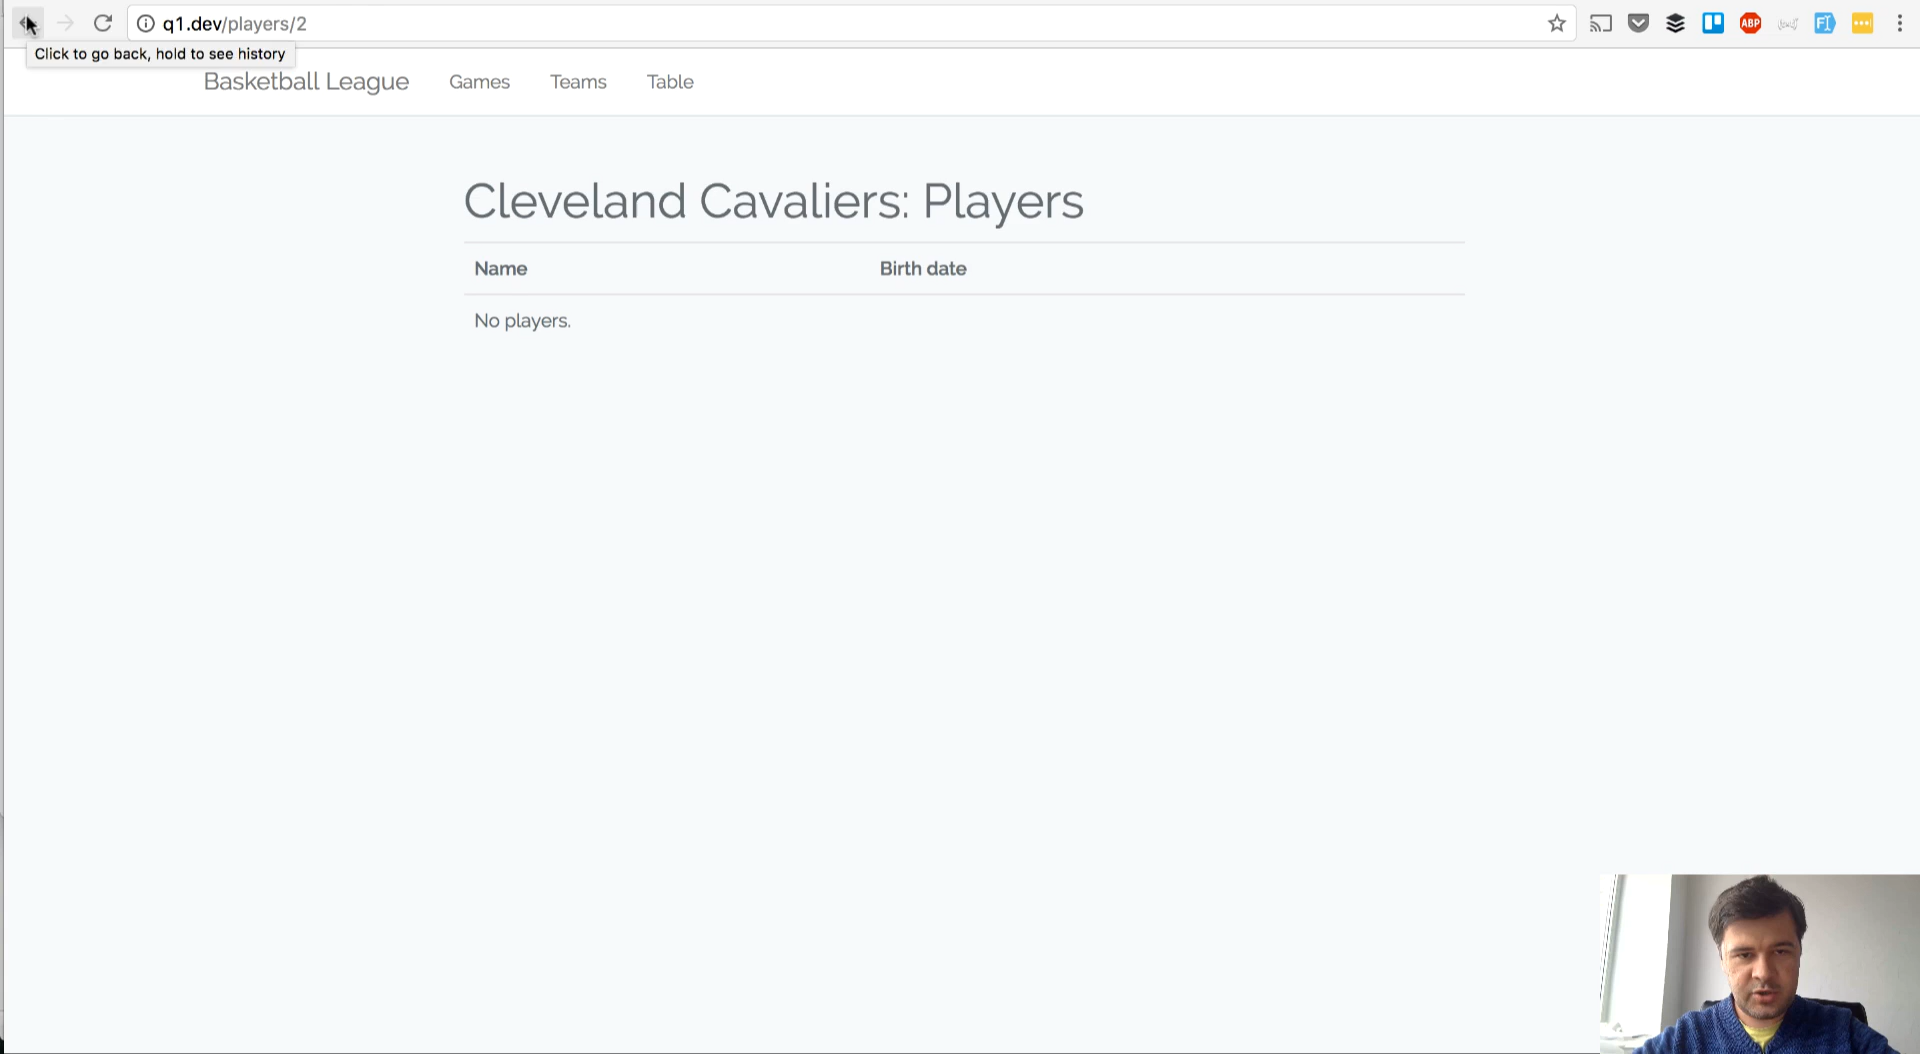 q1.dev/players/2
ABP
Click to go back, hold to see history
Basketball League
Games
Teams
Table
Cleveland Cavaliers: Players
Name
Birth date
No players.